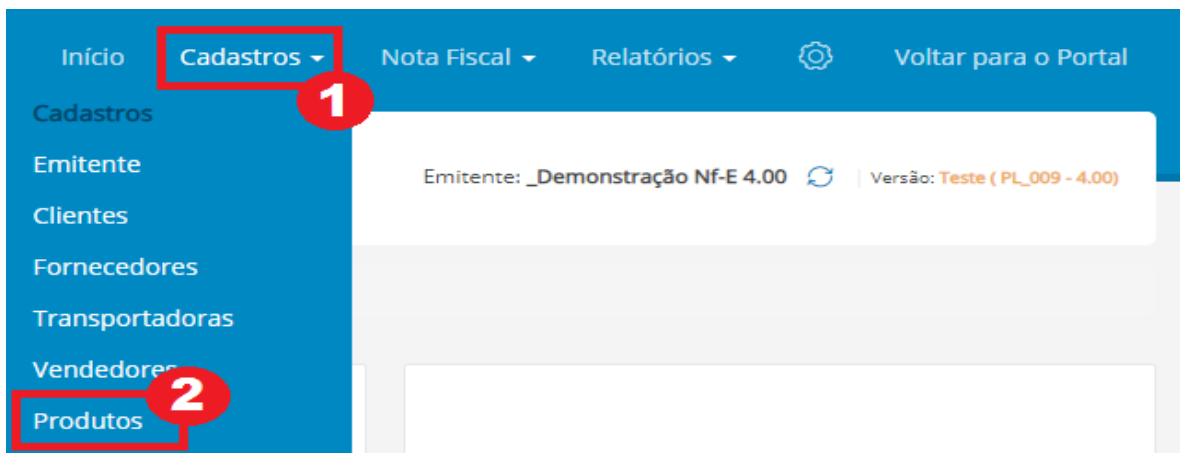 Início Cadastros Nota Fiscal Relatórios Voltar para o Portal
1
Cadastros
Emitente
Emitente: _Demonstração Nf-E 4.00 Versão: Teste ( PL_009 - 4.00)
Clientes
Fornecedores
Transportadoras
Vendedores
2
Produtos